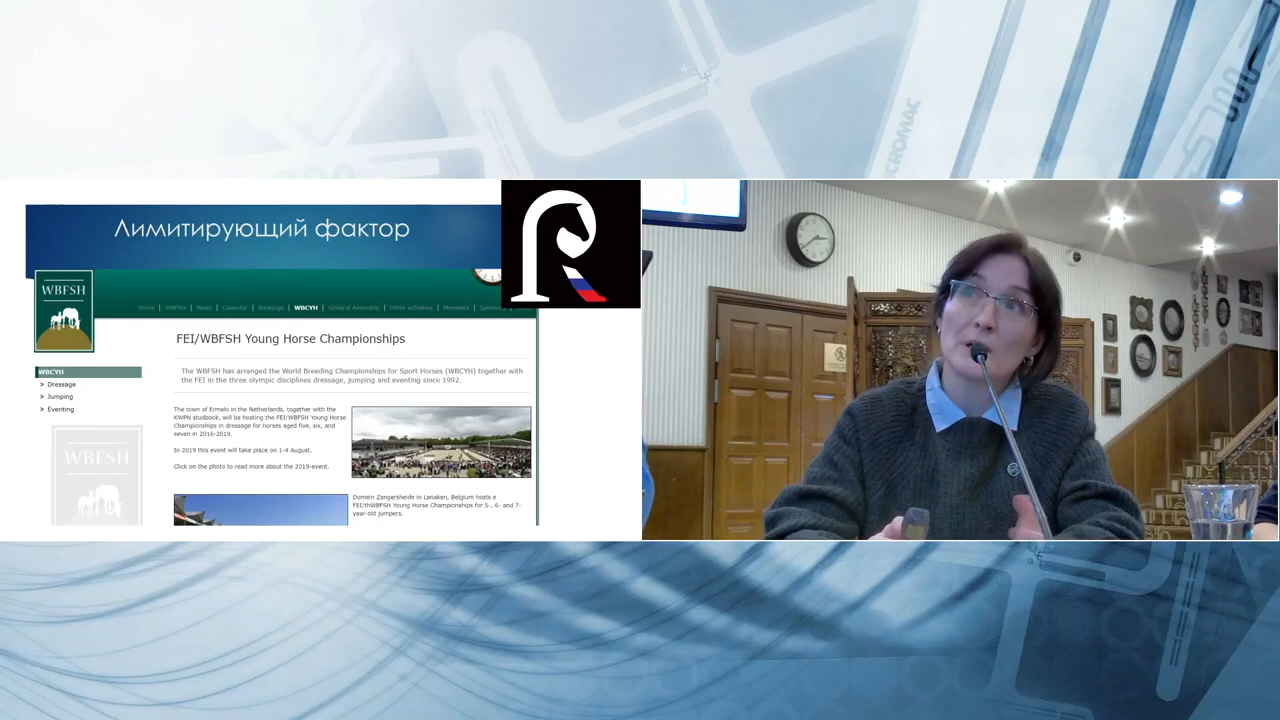 CROMAC
Лимитирующий фактор
WBFSH
Home | WBFSH | News | Calendar | Rankings | WBCYH | General Assembly | Other activities | Members |
FEI/WBFSH Young Horse Championships
The WBFSH has arranged the World Breeding Championships for Sport Horses (WBCYH) together with
the FEI in the three olympic disciplines dressage, jumping and eventing since 1992.
WBCYH
> Dressage
> Jumping
> Eventing
WBFSH
The town of Ermelo in the Netherlands, together with the
KWPN studbook, will be hosting the FEI/WBFSH Young Horse
Championships in dressage for horses aged five, six, and
seven in 2016-2019.
In 2019 this event will take place on 1-4 August.
Click on the photo to read more about the 2019-event.
Domein Zangersheide in Lanaken, Belgium hosts e
FEI/thWBFSH Young Horse Championships for 5-, 6- and 7-
year-old jumpers.